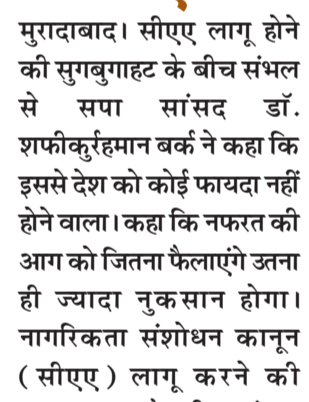 मुरादाबाद। सीएए लागू होने
की सुगबुगाहट के बीच संभल
से सपा सांसद डॉ.
शफीकुर्रहमान बर्क ने कहा कि
इससे देश को कोई फायदा नहीं
होने वाला। कहा कि नफरत की
आग को जितना फैलाएंगे उतना
ही ज्यादा नुकसान होगा।
नागरिकता संशोधन कानून
( सीएए ) लागू करने की